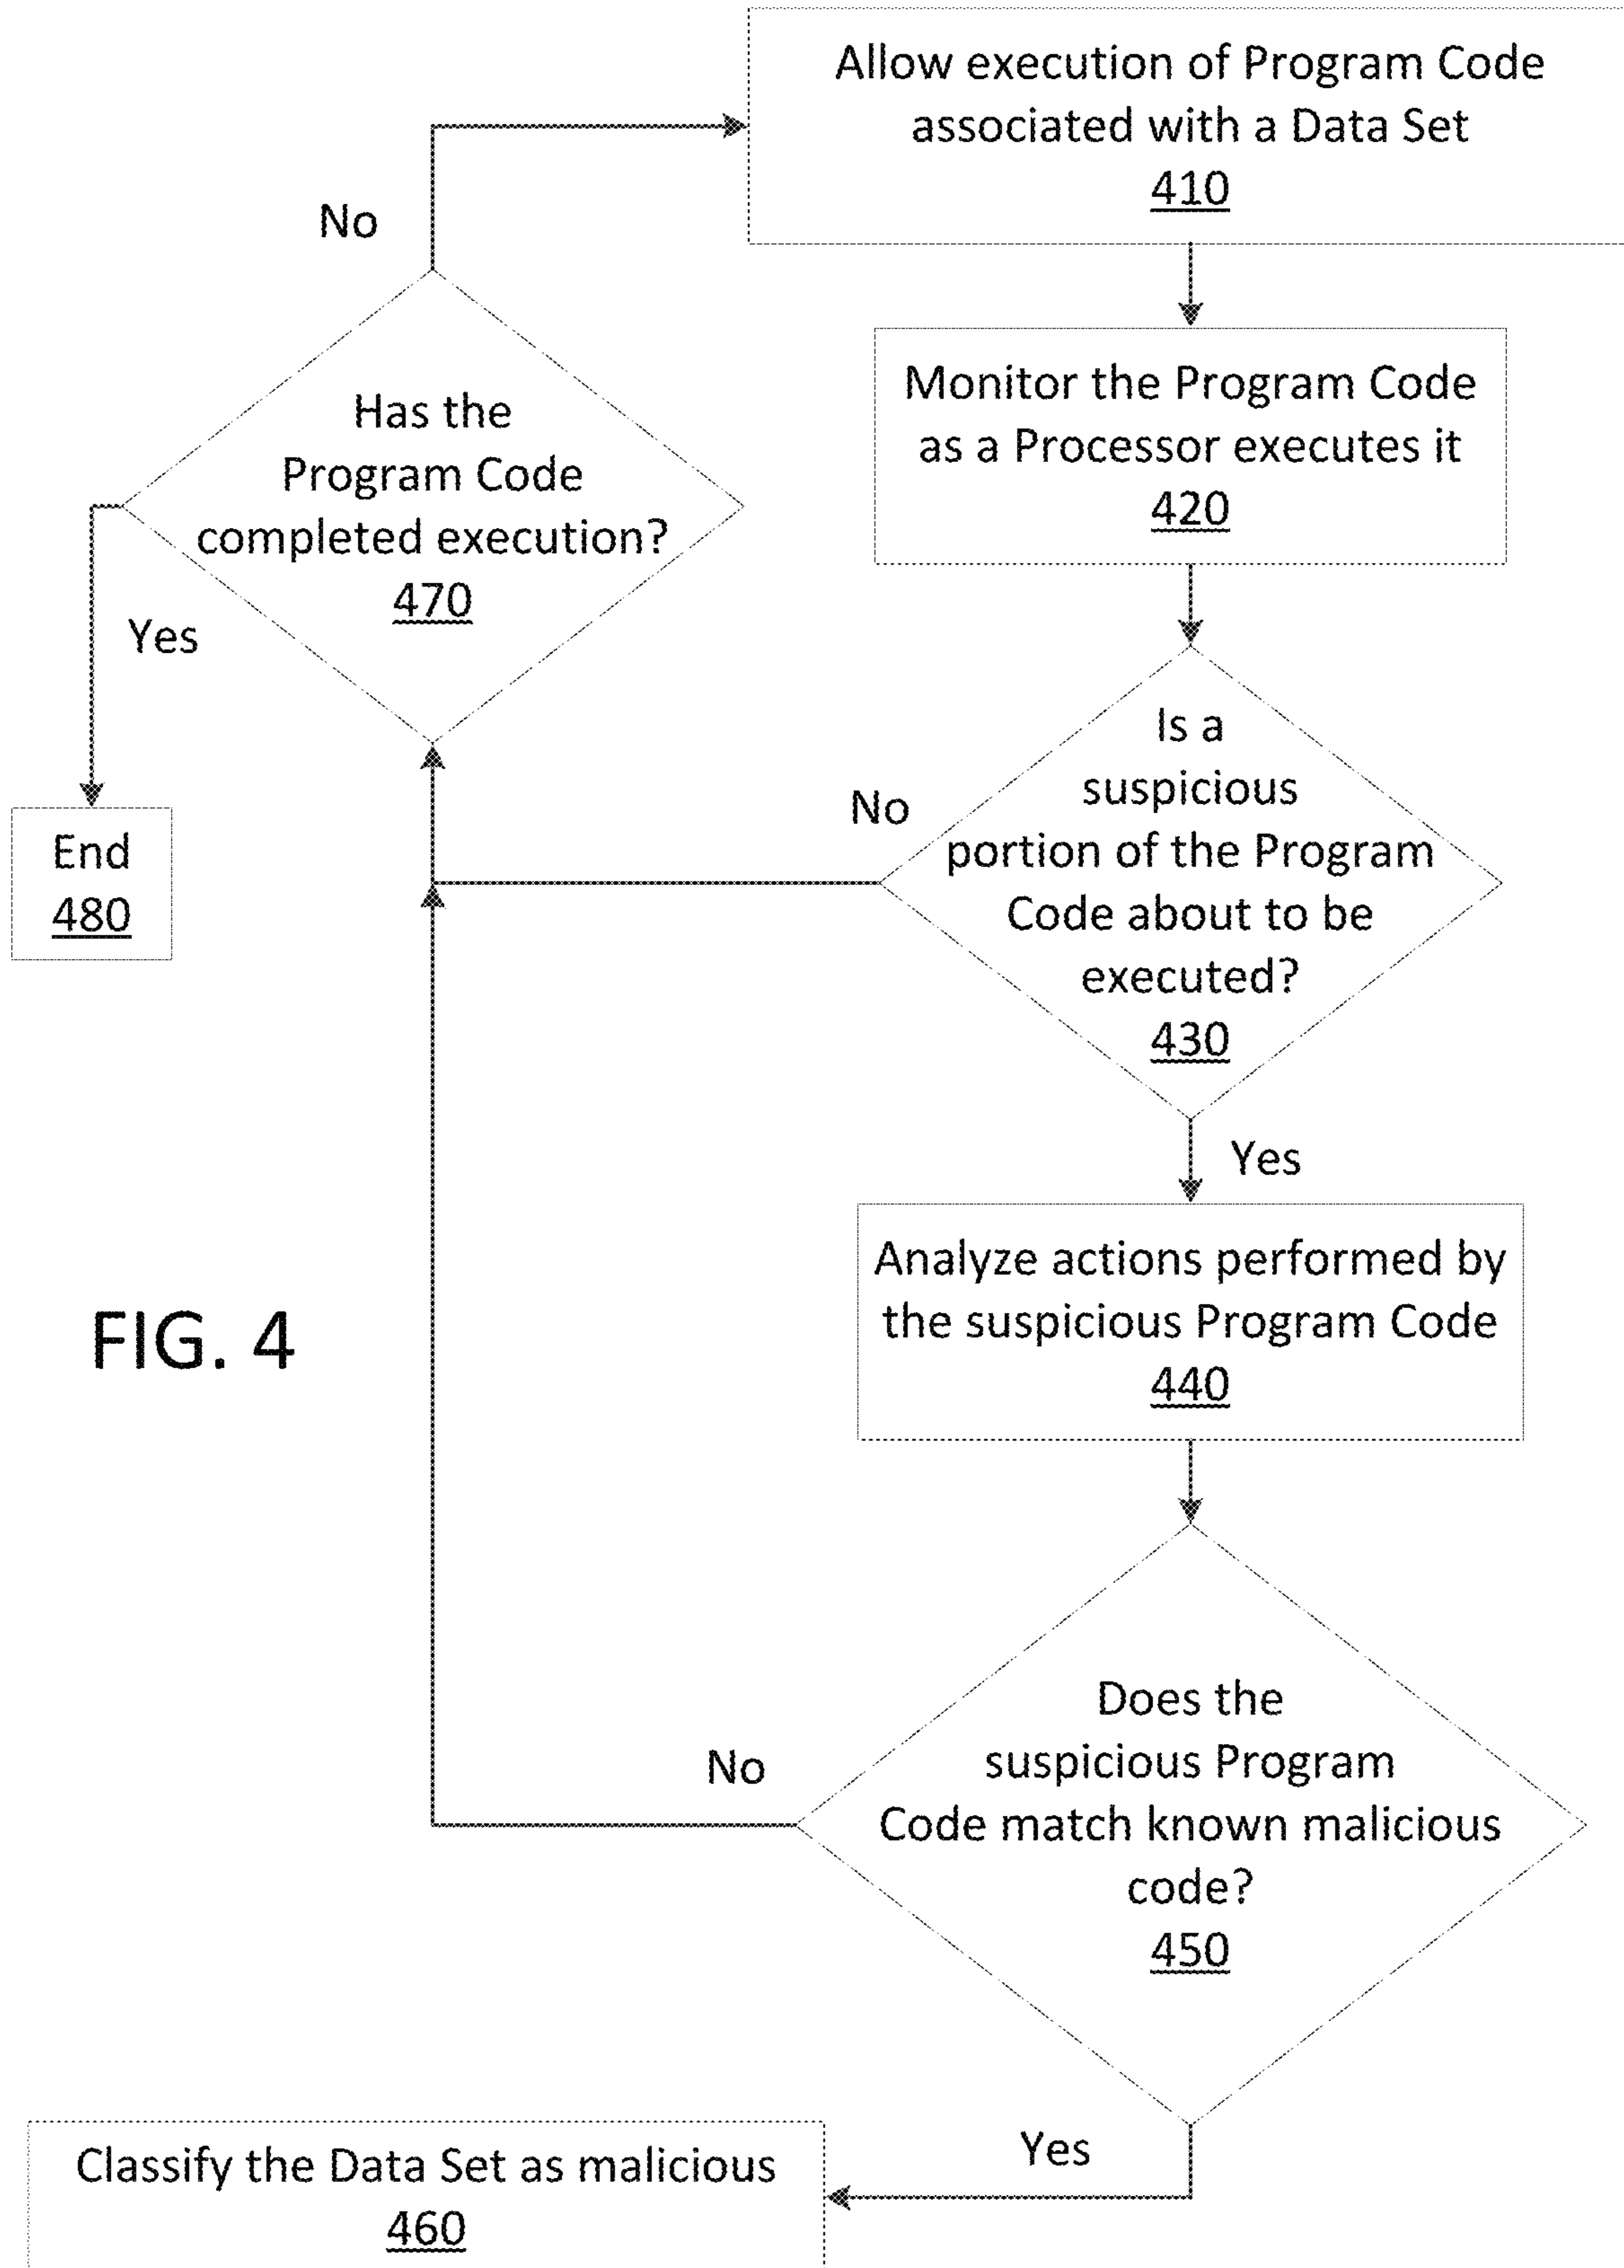 Allow execution of Program Code
associated with a Data Set
410
No
Monitor the Program Code
as a Processor executes it
420
Has the
Program Code
completed execution?
470
Yes
Is a
suspicious
portion of the Program
Code about to be
executed?
430
No
End
480
Yes
Analyze actions performed by
the suspicious Program Code
440
FIG. 4
Does the
suspicious Program
Code match known malicious
code?
450
No
Yes
Classify the Data Set as malicious
460